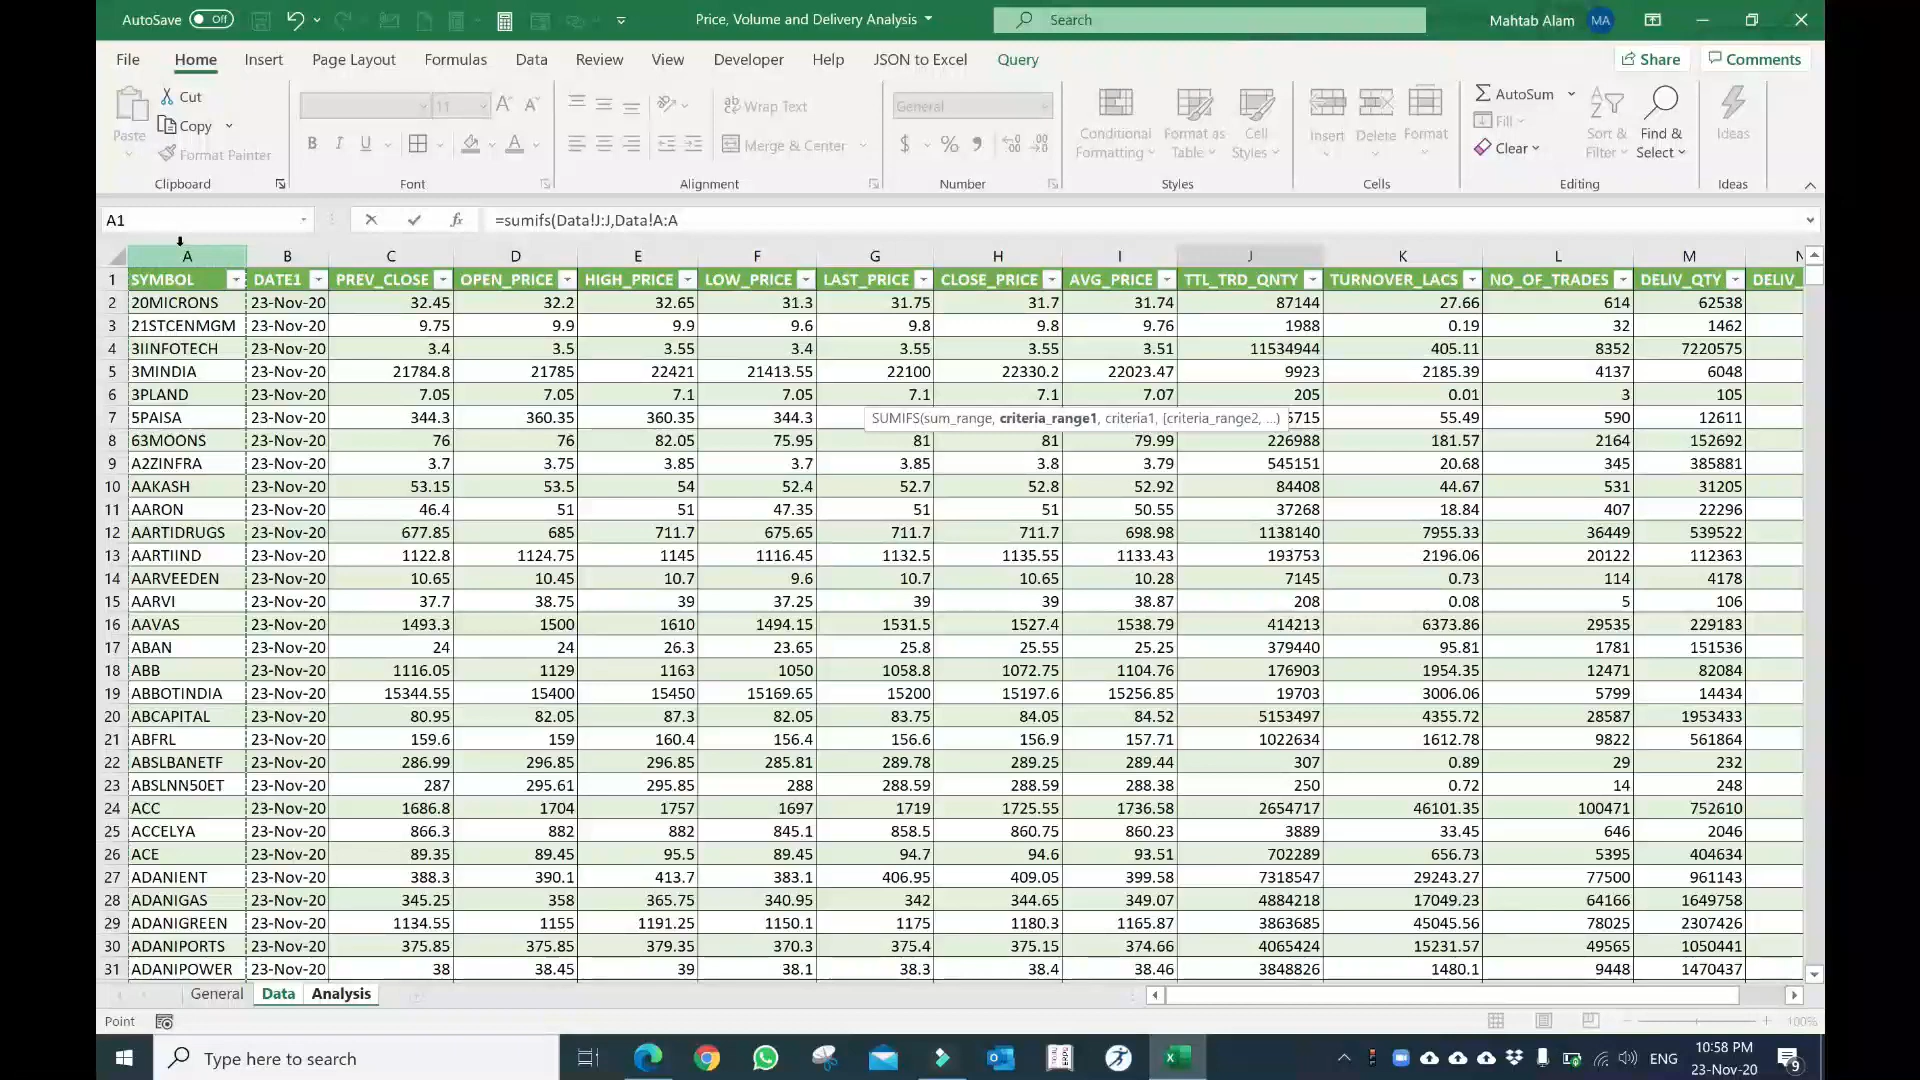 AutoSave Off Price, Volume and Delivery Analysis Search Mahtab Alam MA
File Home Insert Page Layout Formulas Data Review View Developer Help JSON to Excel Query Share Comments
Paste Cut Copy Format Painter Clipboard
11 B I U Font
Wrap Text Merge & Center Alignment
General $ % Number
Conditional Formatting Format as Table Cell Styles Styles
Insert Delete Format Cells
AutoSum Fill Clear Sort & Filter Find & Select Editing
Ideas Ideas
A1 fx =sumifs(Data!J:J,Data!A:A
A B C D E F G H I J K L M N
1 SYMBOL DATE1 PREV_CLOSE OPEN_PRICE HIGH_PRICE LOW_PRICE LAST_PRICE CLOSE_PRICE AVG_PRICE TTL_TRD_QNTY TURNOVER_LACS NO_OF_TRADES DELIV_QTY DELIV_
2 20MICRONS 23-Nov-20 32.45 32.2 32.65 31.3 31.75 31.7 31.74 87144 27.66 614 62538
3 21STCENMGM 23-Nov-20 9.75 9.9 9.9 9.6 9.8 9.8 9.76 1988 0.19 32 1462
4 3IINFOTECH 23-Nov-20 3.4 3.5 3.55 3.4 3.55 3.55 3.51 11534944 405.11 8352 7220575
5 3MINDIA 23-Nov-20 21784.8 21785 22421 21413.55 22100 22330.2 22023.47 9923 2185.39 4137 6048
6 3PLAND 23-Nov-20 7.05 7.05 7.1 7.05 7.1 7.1 7.07 205 0.01 3 105
7 5PAISA 23-Nov-20 344.3 360.35 360.35 344.3 SUMIFS(sum_range, criteria_range1, criteria1, [criteria_range2, ...) 5715 55.49 590 12611
8 63MOONS 23-Nov-20 76 76 82.05 75.95 81 81 79.99 226988 181.57 2164 152692
9 A2ZINFRA 23-Nov-20 3.7 3.75 3.85 3.7 3.85 3.8 3.79 545151 20.68 345 385881
10 AAKASH 23-Nov-20 53.15 53.5 54 52.4 52.7 52.8 52.92 84408 44.67 531 31205
11 AARON 23-Nov-20 46.4 51 51 47.35 51 51 50.55 37268 18.84 407 22296
12 AARTIDRUGS 23-Nov-20 677.85 685 711.7 675.65 711.7 711.7 698.98 1138140 7955.33 36449 539522
13 AARTIIND 23-Nov-20 1122.8 1124.75 1145 1116.45 1132.5 1135.55 1133.43 193753 2196.06 20122 112363
14 AARVEEDEN 23-Nov-20 10.65 10.45 10.7 9.6 10.7 10.65 10.28 7145 0.73 114 4178
15 AARVI 23-Nov-20 37.7 38.75 39 37.25 39 39 38.87 208 0.08 5 106
16 AAVAS 23-Nov-20 1493.3 1500 1610 1494.15 1531.5 1527.4 1538.79 414213 6373.86 29535 229183
17 ABAN 23-Nov-20 24 24 26.3 23.65 25.8 25.55 25.25 379440 95.81 1781 151536
18 ABB 23-Nov-20 1116.05 1129 1163 1050 1058.8 1072.75 1104.76 176903 1954.35 12471 82084
19 ABBOTINDIA 23-Nov-20 15344.55 15400 15450 15169.65 15200 15197.6 15256.85 19703 3006.06 5799 14434
20 ABCAPITAL 23-Nov-20 80.95 82.05 87.3 82.05 83.75 84.05 84.52 5153497 4355.72 28587 1953433
21 ABFRL 23-Nov-20 159.6 159 160.4 156.4 156.6 156.9 157.71 1022634 1612.78 9822 561864
22 ABSLBANETF 23-Nov-20 286.99 296.85 296.85 285.81 289.78 289.25 289.44 307 0.89 29 232
23 ABSLNN50ET 23-Nov-20 287 295.61 295.85 288 288.59 288.59 288.38 250 0.72 14 248
24 ACC 23-Nov-20 1686.8 1704 1757 1697 1719 1725.55 1736.58 2654717 46101.35 100471 752610
25 ACCELYA 23-Nov-20 866.3 882 882 845.1 858.5 860.75 860.23 3889 33.45 646 2046
26 ACE 23-Nov-20 89.35 89.45 95.5 89.45 94.7 94.6 93.51 702289 656.73 5395 404634
27 ADANIENT 23-Nov-20 388.3 390.1 413.7 383.1 406.95 409.05 399.58 7318547 29243.27 77500 961143
28 ADANIGAS 23-Nov-20 345.25 358 365.75 340.95 342 344.65 349.07 4884218 17049.23 64166 1649758
29 ADANIGREEN 23-Nov-20 1134.55 1155 1191.25 1150.1 1175 1180.3 1165.87 3863685 45045.56 78025 2307426
30 ADANIPORTS 23-Nov-20 375.85 375.85 379.35 370.3 375.4 375.15 374.66 4065424 15231.57 49565 1050441
31 ADANIPOWER 23-Nov-20 38 38.45 39 38.1 38.3 38.4 38.46 3848826 1480.1 9448 1470437
General Data Analysis
Point 100%
Type here to search ENG 10:58 PM
23-Nov-20 9